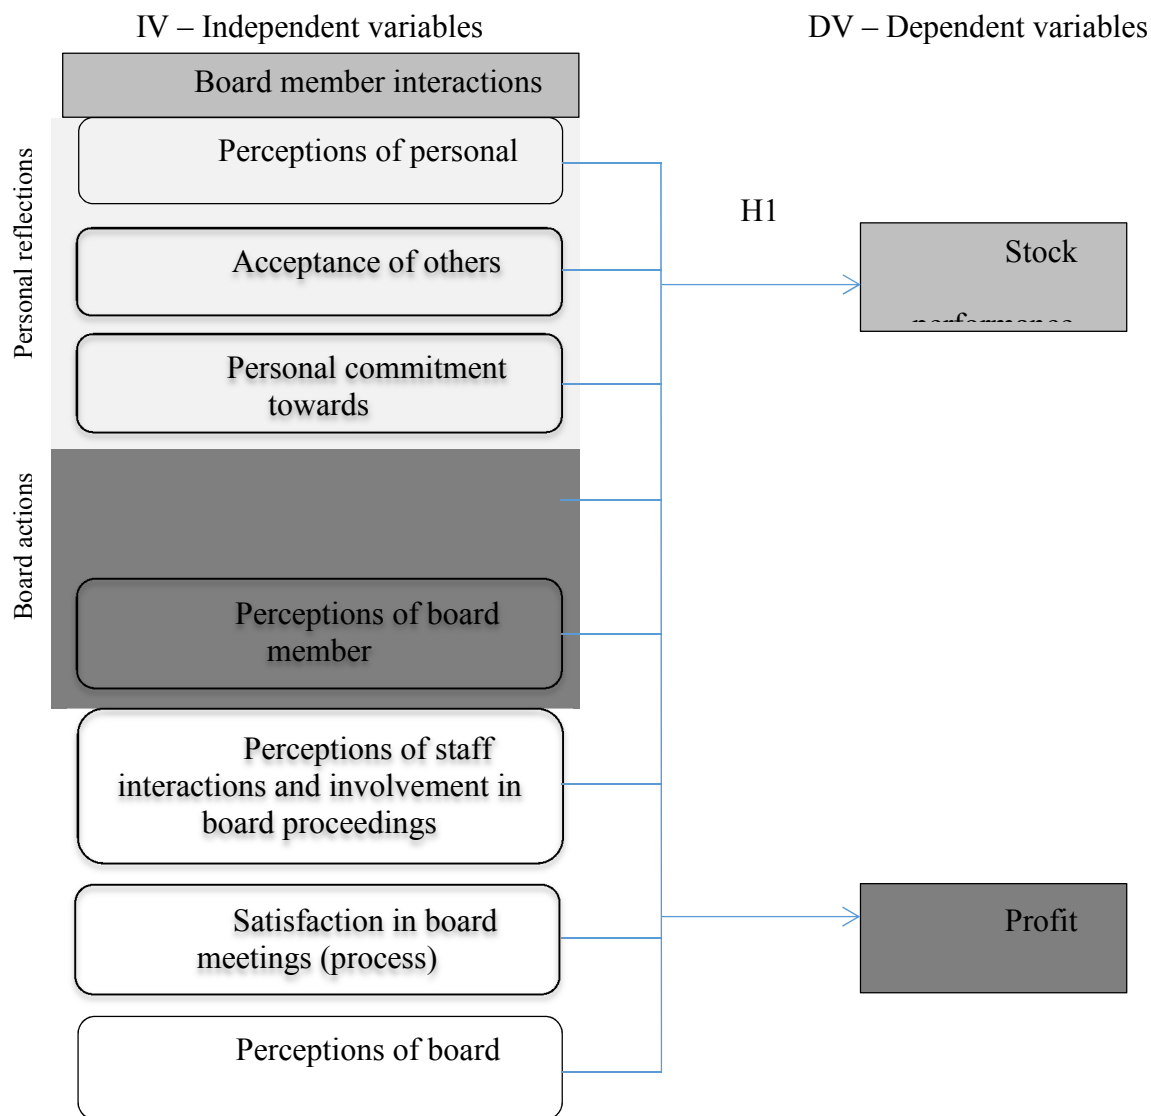 IV – Independent variables
DV – Dependent variables
Board member interactions
Personal reflections
Perceptions of personal
H1
Acceptance of others
Stock
performance
Personal commitment
towards
Board actions
Perceptions of board
member
Perceptions of staff
interactions and involvement in
board proceedings
Satisfaction in board
meetings (process)
Profit
Perceptions of board